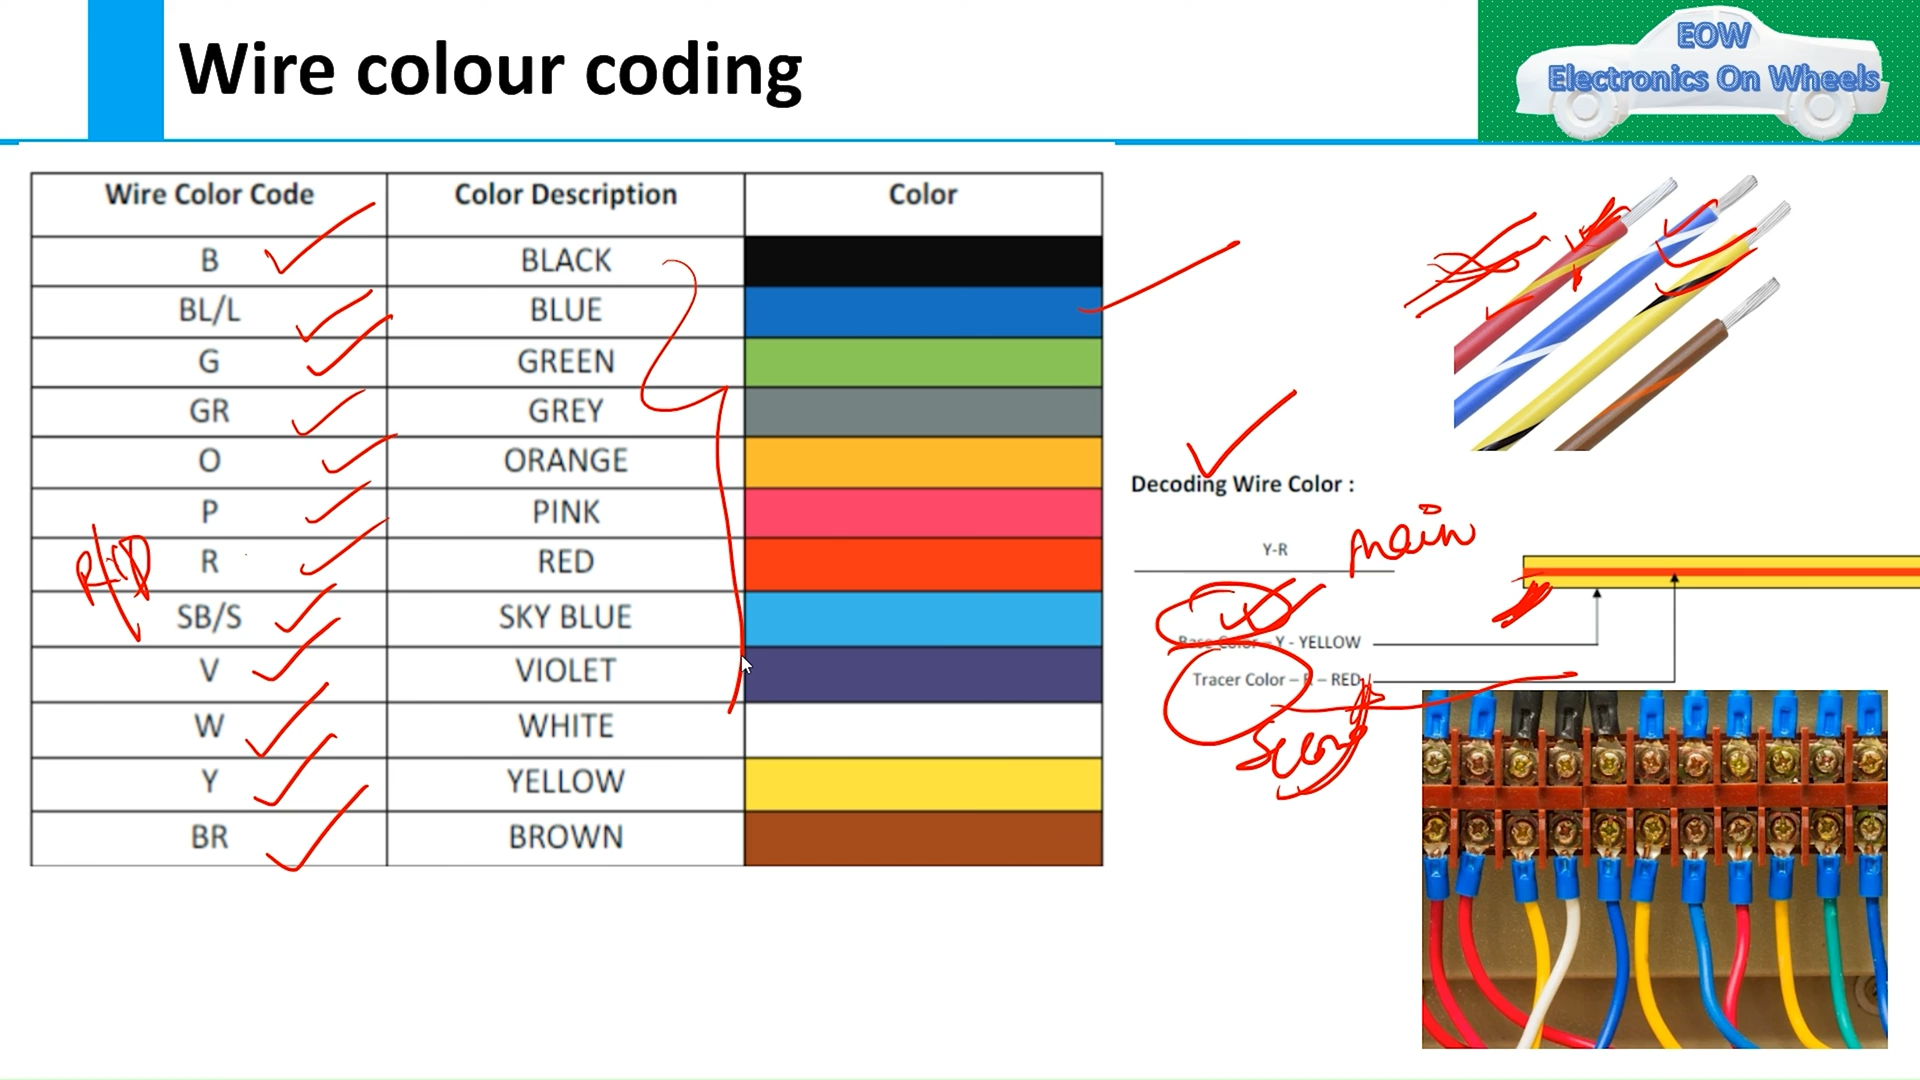 Wire colour coding
EOW
Electronics On Wheels
Wire Color Code Color Description Color
B BLACK
BL/L BLUE
G GREEN
GR GREY
O ORANGE
P PINK
R RED
SB/S SKY BLUE
V VIOLET
W WHITE
Y YELLOW
BR BROWN
Decoding Wire Color :
Y-R
main
Base Color – Y - YELLOW
Tracer Color – R – RED